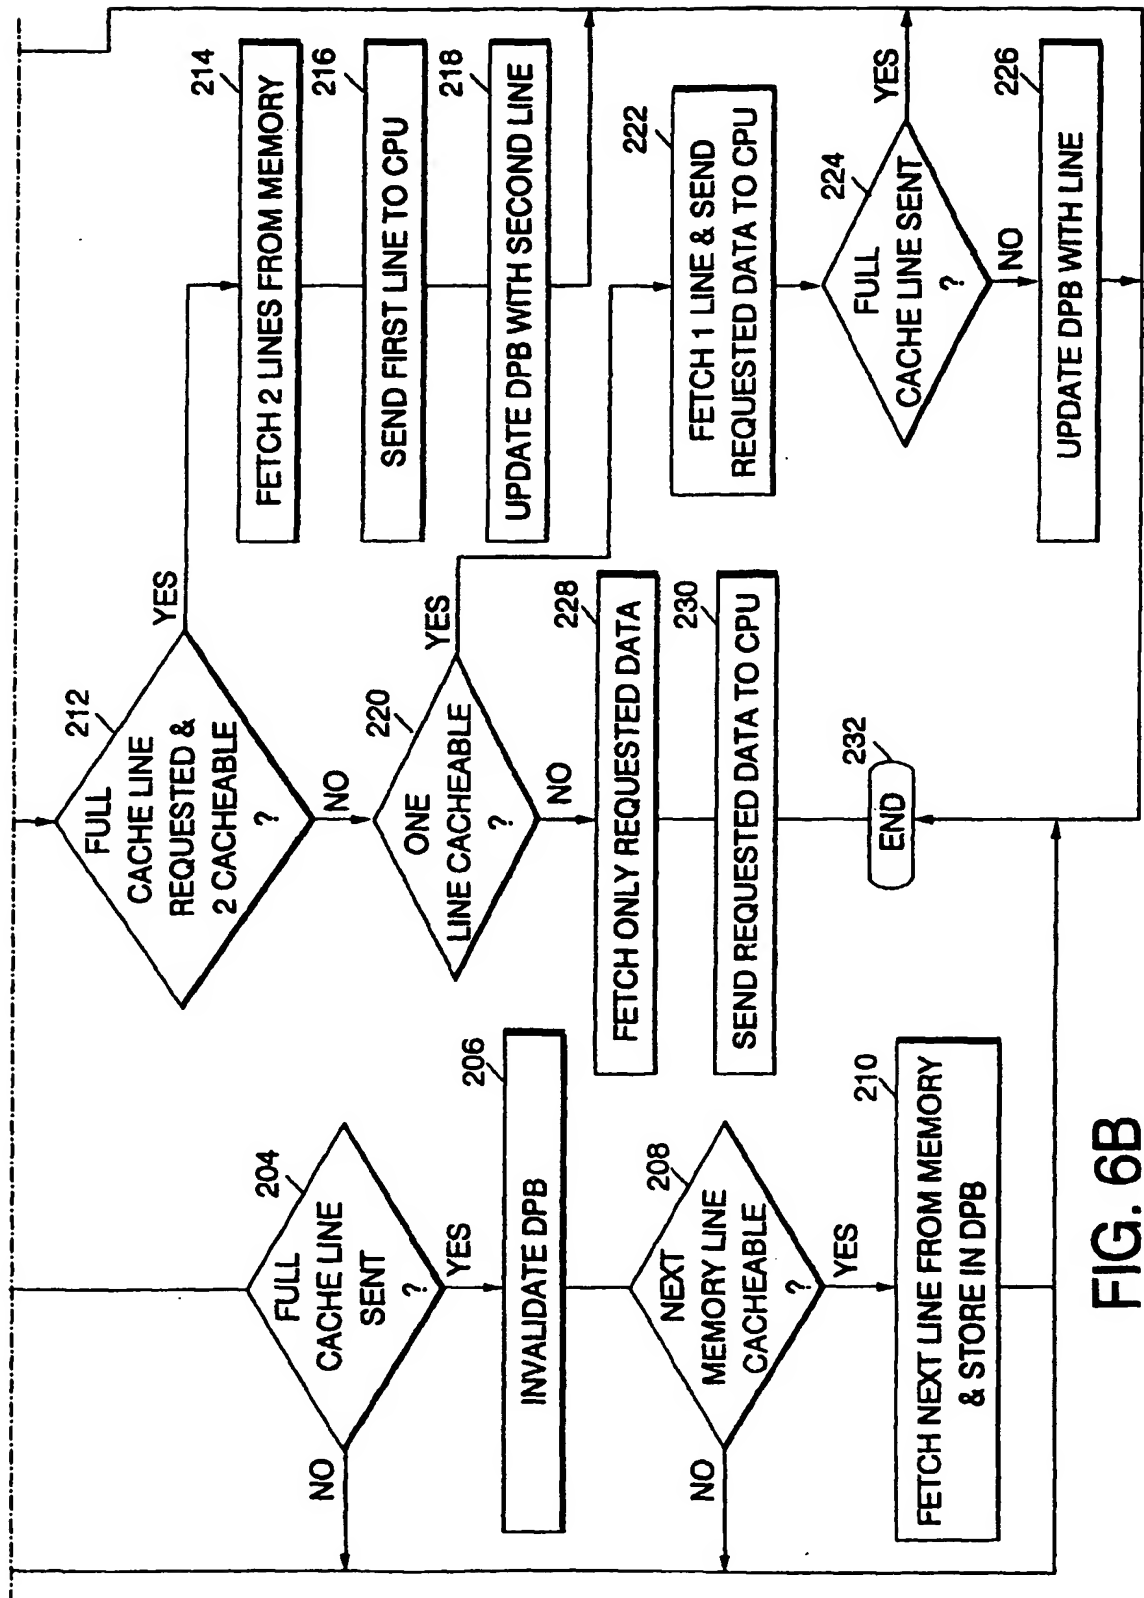 204
FULL
CACHE LINE
SENT
?
NO
YES
206
INVALIDATE DPB
208
NEXT
MEMORY LINE
CACHEABLE
?
NO
YES
210
FETCH NEXT LINE FROM MEMORY
& STORE IN DPB
212
FULL
CACHE LINE
REQUESTED &
2 CACHEABLE
?
YES
NO
214
FETCH 2 LINES FROM MEMORY
216
SEND FIRST LINE TO CPU
218
UPDATE DPB WITH SECOND LINE
220
ONE
LINE CACHEABLE
?
YES
NO
222
FETCH 1 LINE & SEND
REQUESTED DATA TO CPU
224
FULL
CACHE LINE SENT
?
YES
NO
226
UPDATE DPB WITH LINE
228
FETCH ONLY REQUESTED DATA
230
SEND REQUESTED DATA TO CPU
232
END
FIG. 6B